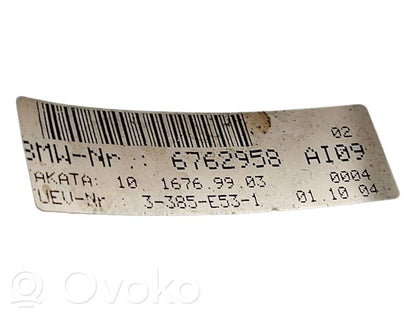 02
BMW-Nr.: 6762958 AI09
AKATA: 10 1676.99.03 0004
UEV-Nr 3-385-E53-1 01.10.04
Ovoko